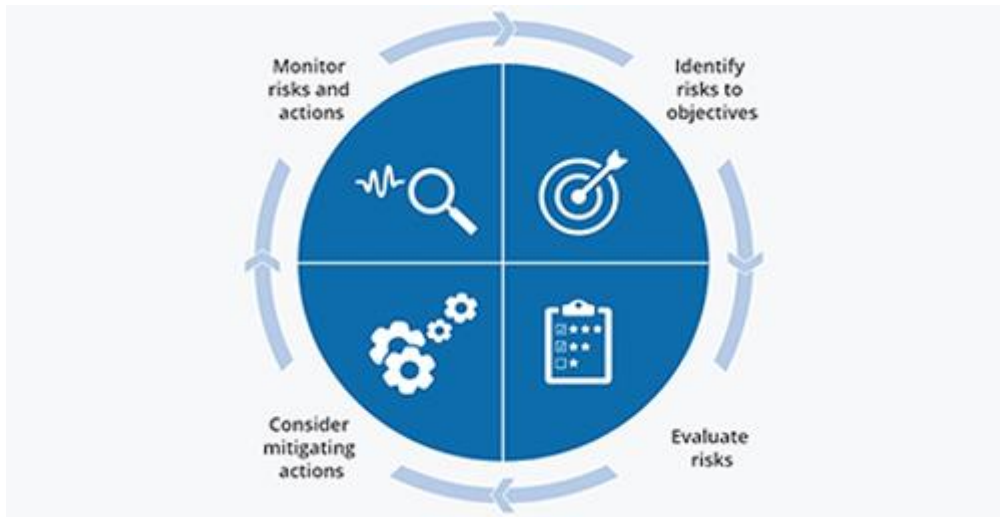 Monitor
risks and
actions
Identify
risks to
objectives
Consider
mitigating
actions
Evaluate
risks